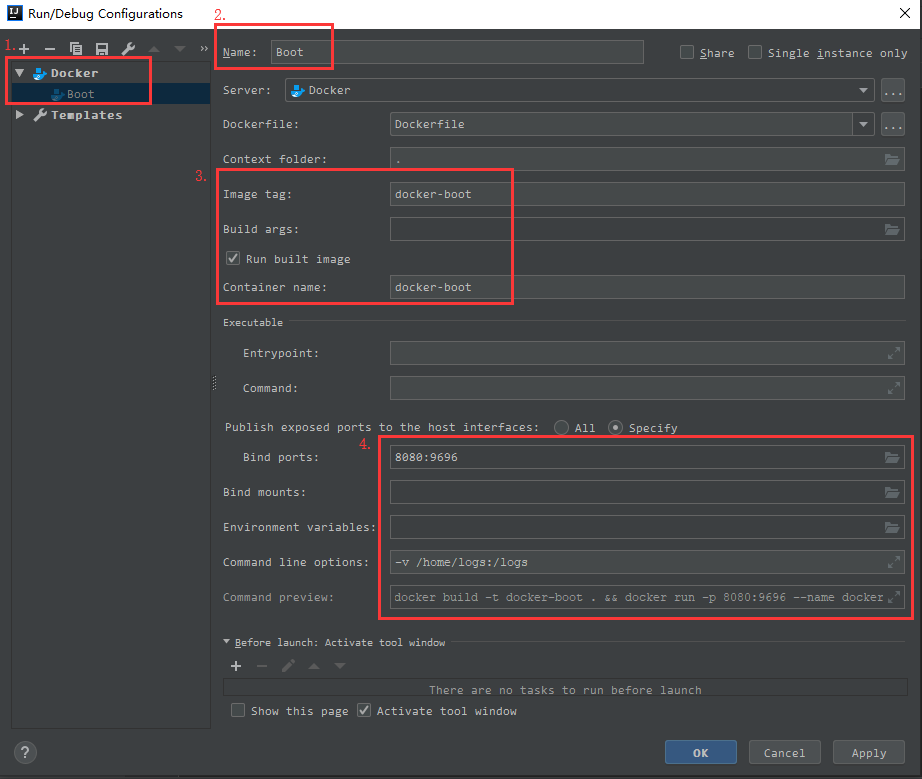 Run/Debug Configurations
2.
1.
Name: Boot
Share
Single instance only
Docker
Boot
Templates
Server: Docker
...
Dockerfile: Dockerfile
...
Context folder: .
3.
Image tag: docker-boot
Build args:
Run built image
Container name: docker-boot
Executable
Entrypoint:
Command:
Publish exposed ports to the host interfaces: All Specify
4.
Bind ports: 8080:9696
Bind mounts:
Environment variables:
Command line options: -v /home/logs:/logs
Command preview: docker build -t docker-boot . && docker run -p 8080:9696 --name docker
Before launch: Activate tool window
There are no tasks to run before launch
Show this page Activate tool window
?
OK Cancel Apply